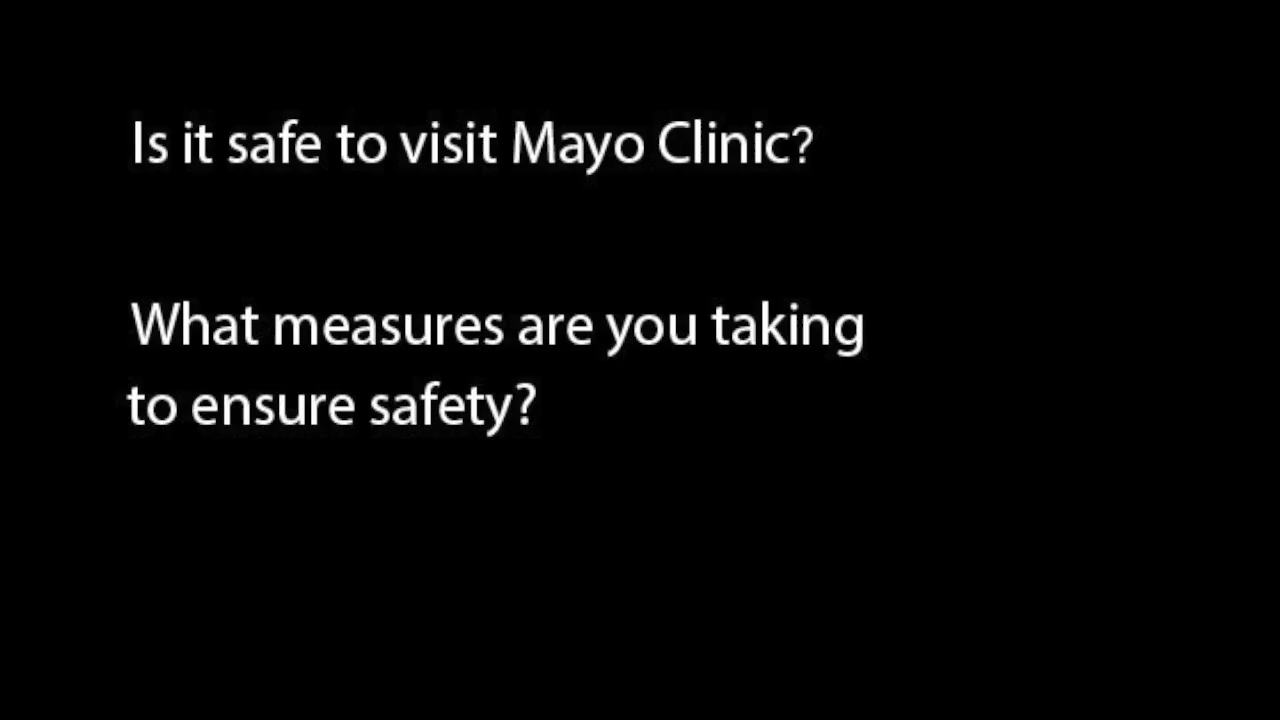 Is it safe to visit Mayo Clinic?
What measures are you taking
to ensure safety?